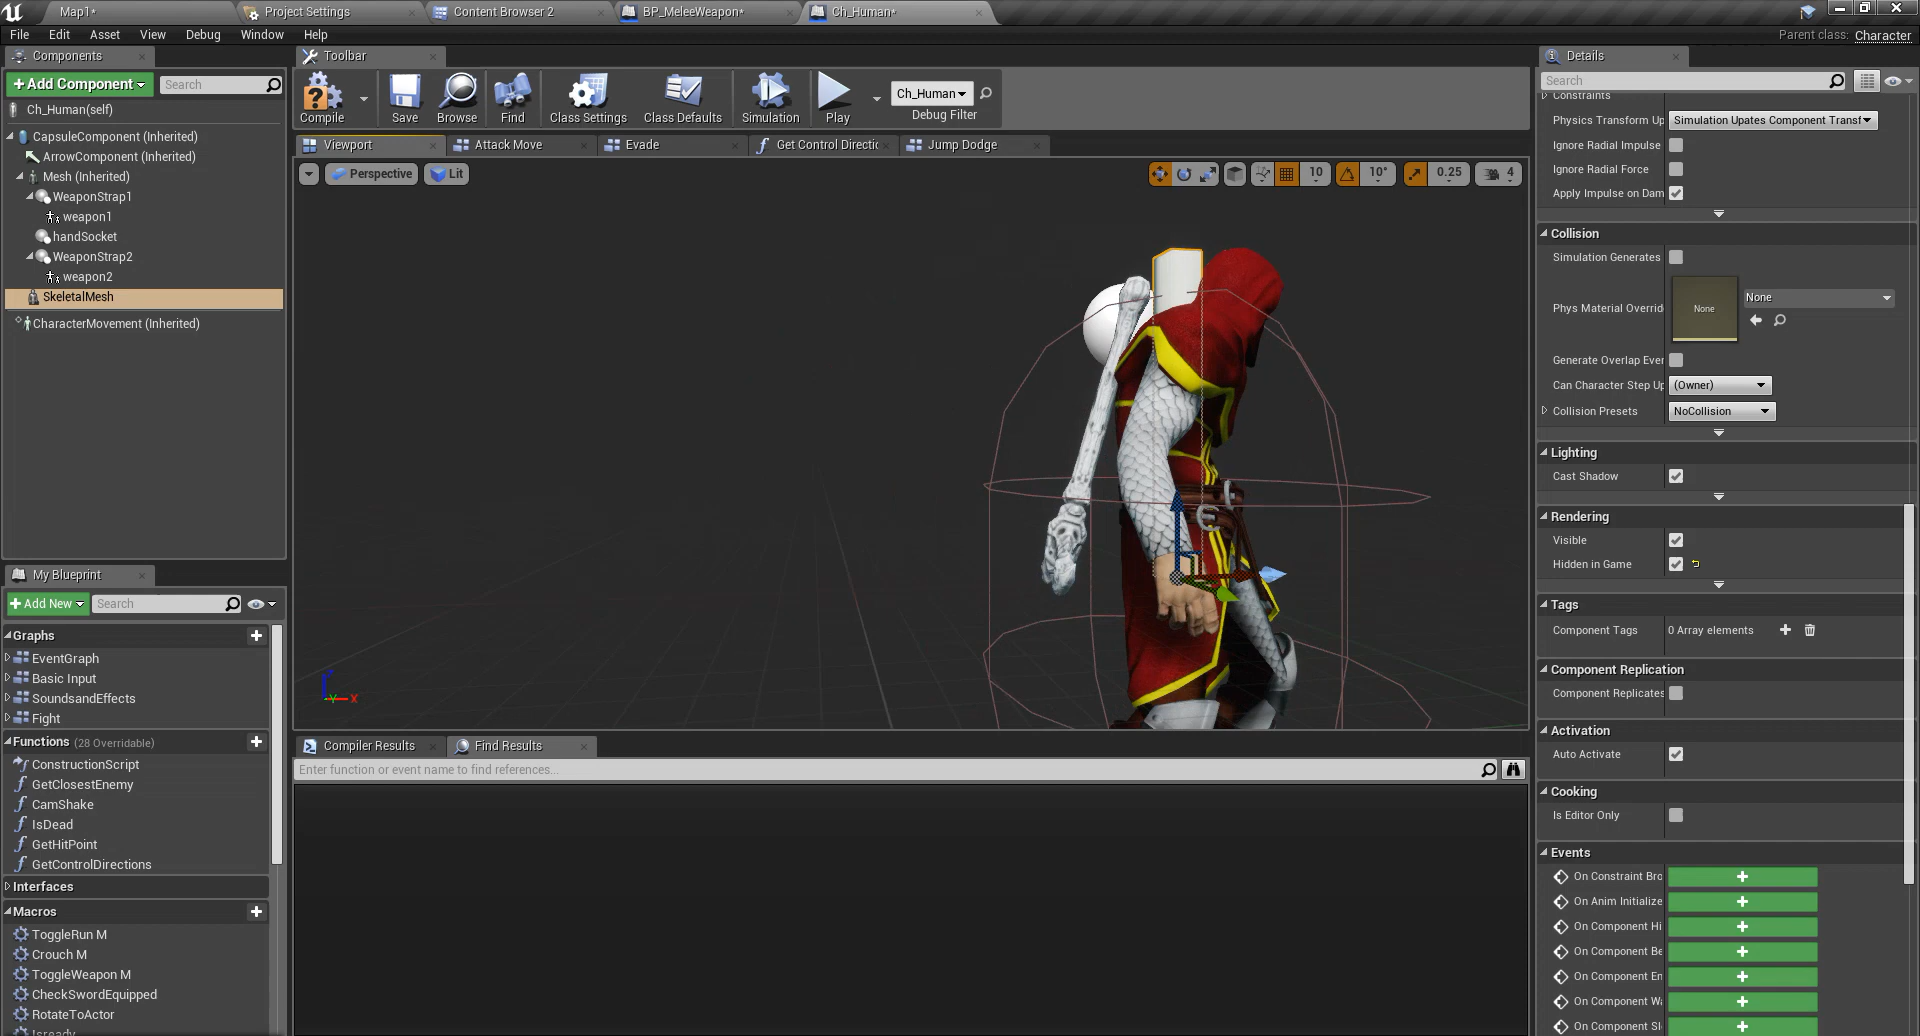 Map1*
Project Settings
Content Browser 2
BP_MeleeWeapon*
Ch_Human*
File
Edit
Asset
View
Debug
Window
Help
Parent class: Character
Components
+ Add Component
Search
Ch_Human(self)
CapsuleComponent (Inherited)
ArrowComponent (Inherited)
Mesh (Inherited)
WeaponStrap1
weapon1
handSocket
WeaponStrap2
weapon2
SkeletalMesh
CharacterMovement (Inherited)
Toolbar
Compile
Save
Browse
Find
Class Settings
Class Defaults
Simulation
Play
Ch_Human
Debug Filter
Viewport
Attack Move
Evade
Get Control Directic
Jump Dodge
Perspective
Lit
10
10°
0.25
4
Z
Y
X
My Blueprint
+ Add New
Search
Graphs
EventGraph
Basic Input
SoundsandEffects
Fight
Functions (28 Overridable)
ConstructionScript
GetClosestEnemy
CamShake
IsDead
GetHitPoint
GetControlDirections
Interfaces
Macros
ToggleRun M
Crouch M
ToggleWeapon M
CheckSwordEquipped
RotateToActor
Isready
Compiler Results
Find Results
Enter function or event name to find references...
Details
Search
Constraints
Physics Transform Up
Simulation Upates Component Transf
Ignore Radial Impulse
Ignore Radial Force
Apply Impulse on Dam
Collision
Simulation Generates
Phys Material Overrid
None
None
Generate Overlap Ever
Can Character Step Up
(Owner)
Collision Presets
NoCollision
Lighting
Cast Shadow
Rendering
Visible
Hidden in Game
Tags
Component Tags
0 Array elements
Component Replication
Component Replicates
Activation
Auto Activate
Cooking
Is Editor Only
Events
On Constraint Bro
On Anim Initialize
On Component Hi
On Component Be
On Component En
On Component Wa
On Component Sl